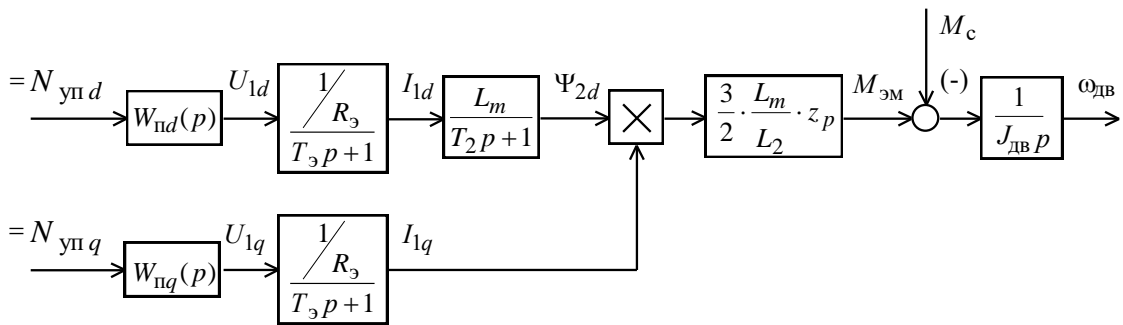 M_с
= N_уп d U_1d I_1d Ψ_2d M_эм (-) ω_дв
W_пd(p) (1/R_э)/(T_э p+1) L_m/(T_2 p+1) × 3/2 · L_m/L_2 · z_p 1/(J_дв p)
= N_уп q U_1q I_1q
W_пq(p) (1/R_э)/(T_э p+1)